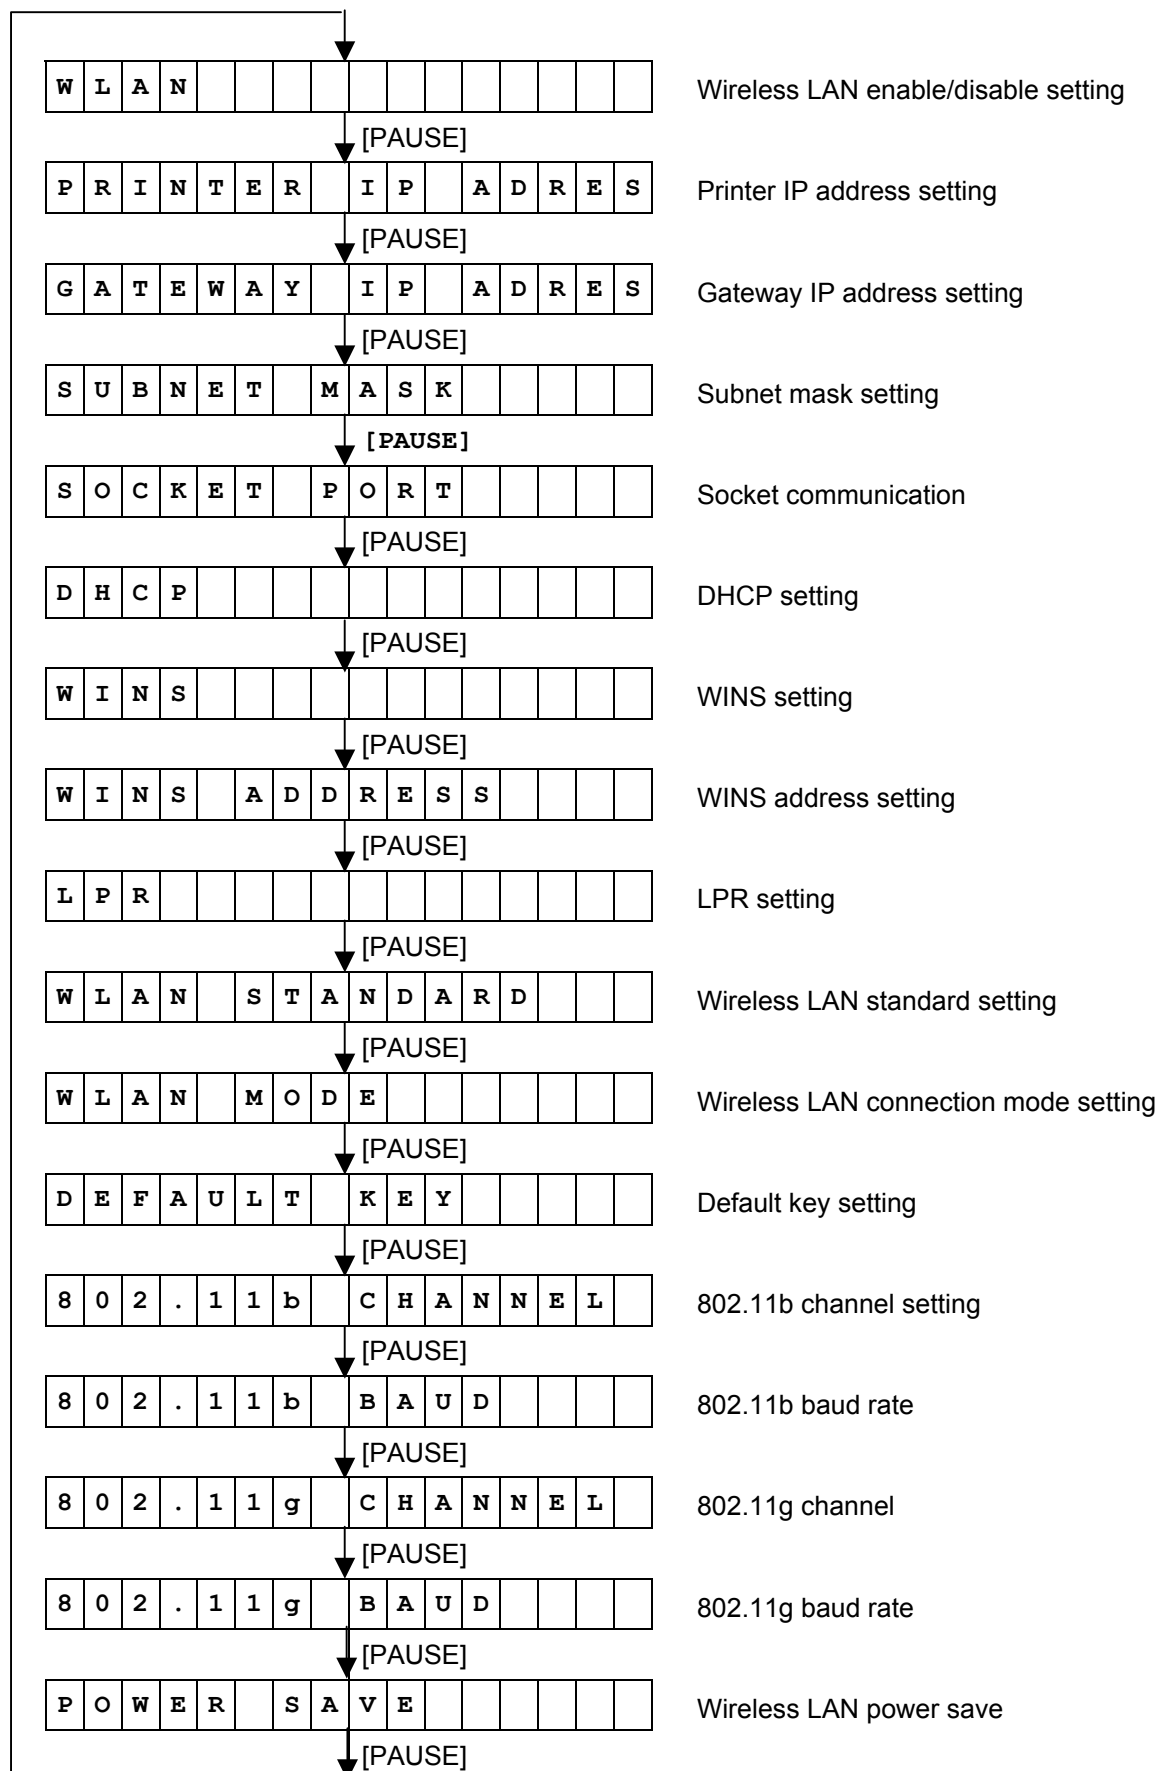 WLAN Wireless LAN enable/disable setting
[PAUSE]
PRINTER IP ADRES Printer IP address setting
[PAUSE]
GATEWAY IP ADRES Gateway IP address setting
[PAUSE]
SUBNET MASK Subnet mask setting
[PAUSE]
SOCKET PORT Socket communication
[PAUSE]
DHCP DHCP setting
[PAUSE]
WINS WINS setting
[PAUSE]
WINS ADDRESS WINS address setting
[PAUSE]
LPR LPR setting
[PAUSE]
WLAN STANDARD Wireless LAN standard setting
[PAUSE]
WLAN MODE Wireless LAN connection mode setting
[PAUSE]
DEFAULT KEY Default key setting
[PAUSE]
802.11b CHANNEL 802.11b channel setting
[PAUSE]
802.11b BAUD 802.11b baud rate
[PAUSE]
802.11g CHANNEL 802.11g channel
[PAUSE]
802.11g BAUD 802.11g baud rate
[PAUSE]
POWER SAVE Wireless LAN power save
[PAUSE]